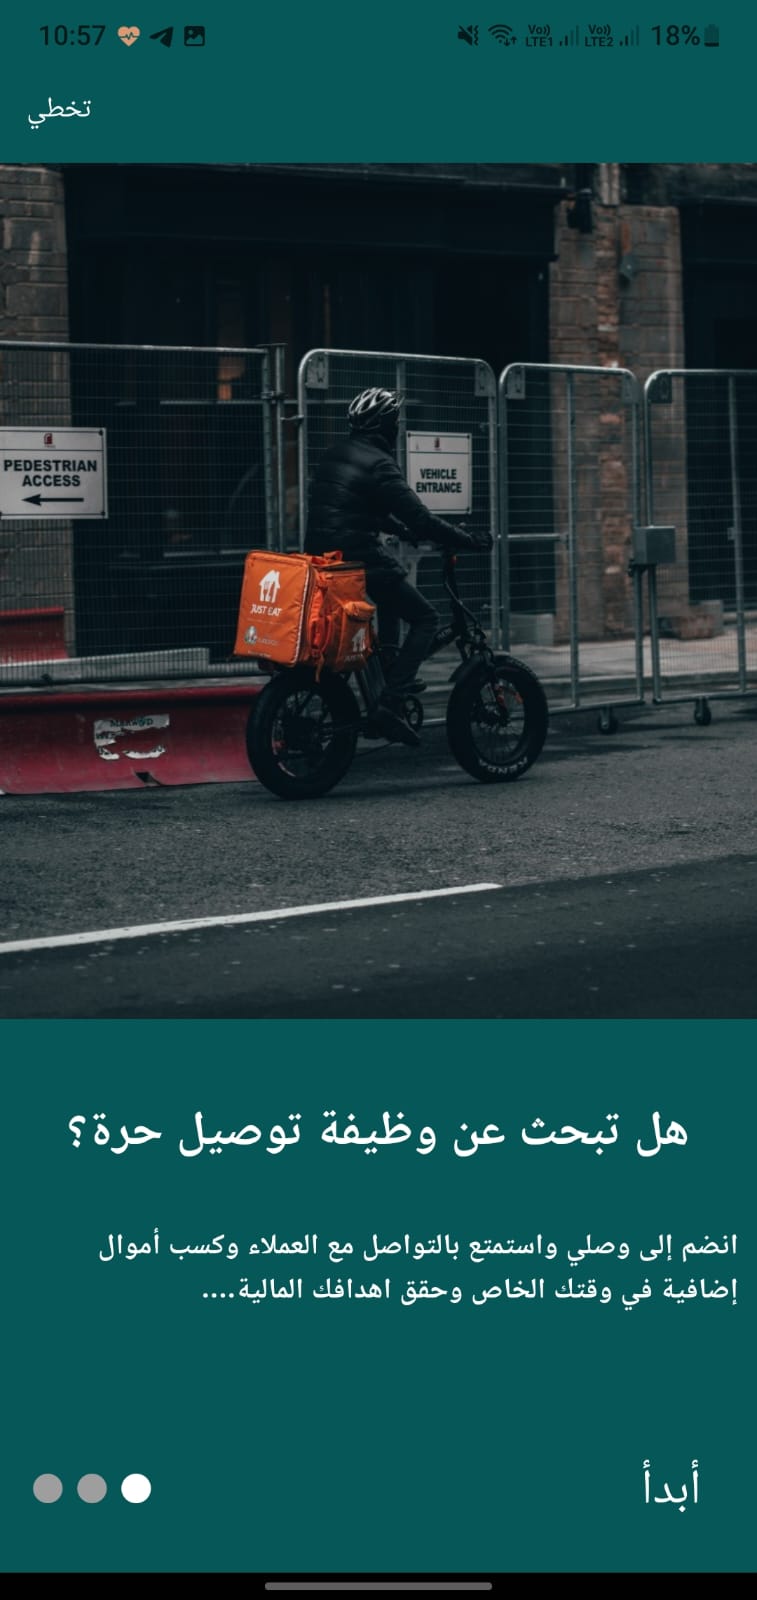 10:57
Vo)) LTE1
Vo)) LTE2
18%
تخطي
PEDESTRIAN
ACCESS
VEHICLE
ENTRANCE
JUST EAT
KENDA
هل تبحث عن وظيفة توصيل حرة؟
انضم إلى وصلي واستمتع بالتواصل مع العملاء وكسب أموال
إضافية في وقتك الخاص وحقق اهدافك المالية....
أبدأ